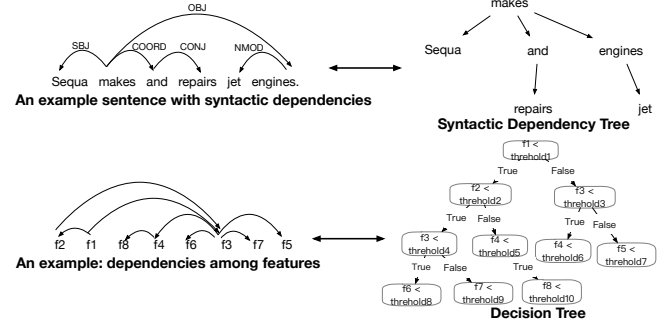 OBJ
SBJ
COORD
CONJ
NMOD
Sequa makes and repairs jet engines.
An example sentence with syntactic dependencies
makes
Sequa
and
engines
repairs
jet
Syntactic Dependency Tree
f2 f1 f8 f4 f6 f3 f7 f5
An example: dependencies among features
f1 <
threhold1
True
False
f2 <
threhold2
f3 <
threhold3
True
False
True
False
f3 <
threhold4
f4 <
threhold5
f4 <
threhold6
f5 <
threhold7
True
False
True
f6 <
threhold8
f7 <
threhold9
f8 <
threhold10
Decision Tree